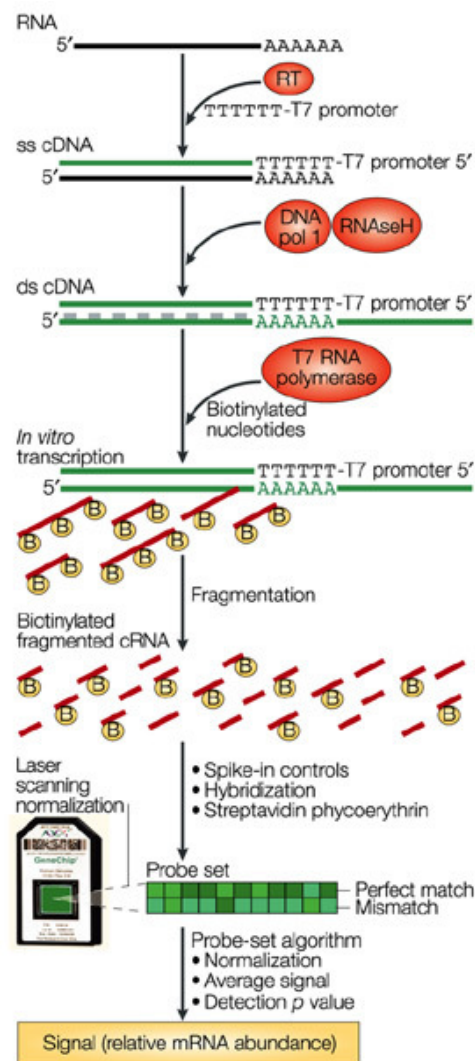 RNA
5′ AAAAAA
RT
TTTTTT-T7 promoter
ss cDNA
TTTTTT-T7 promoter 5′
5′ AAAAAA
DNA
pol 1
RNAseH
ds cDNA
TTTTTT-T7 promoter 5′
5′ AAAAAA
T7 RNA
polymerase
Biotinylated
nucleotides
In vitro
transcription
TTTTTT-T7 promoter 5′
5′ AAAAAA
B B B B B
B B B B
Fragmentation
Biotinylated
fragmented cRNA
B B B B B B
B B B B
Laser
scanning
normalization
• Spike-in controls
• Hybridization
• Streptavidin phycoerythrin
GeneChip
Probe set
Perfect match
Mismatch
Probe-set algorithm
• Normalization
• Average signal
• Detection p value
Signal (relative mRNA abundance)